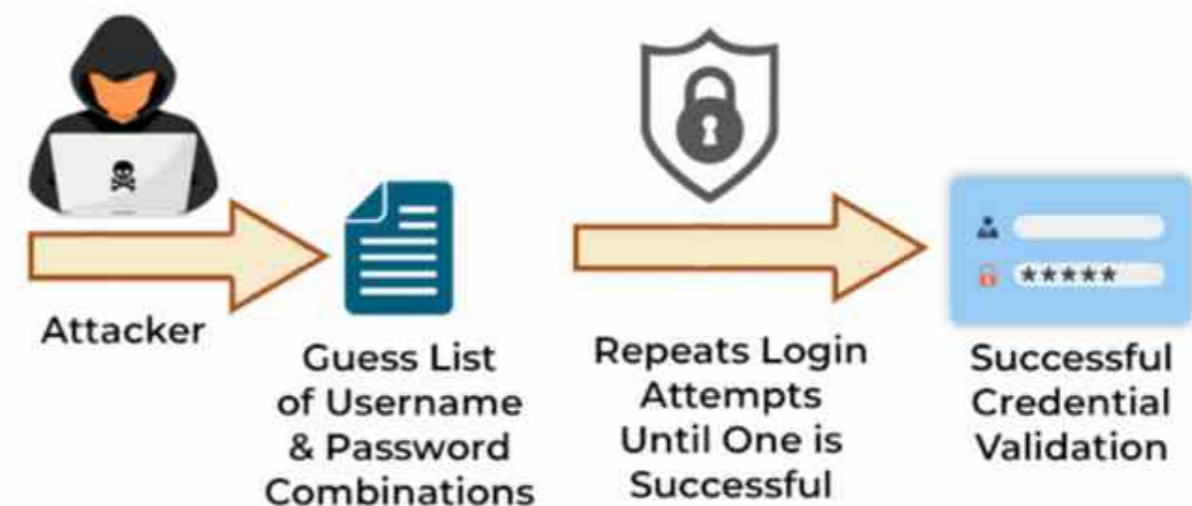 Attacker
Guess List
of Username
& Password
Combinations
Repeats Login
Attempts
Until One is
Successful
*****
Successful
Credential
Validation